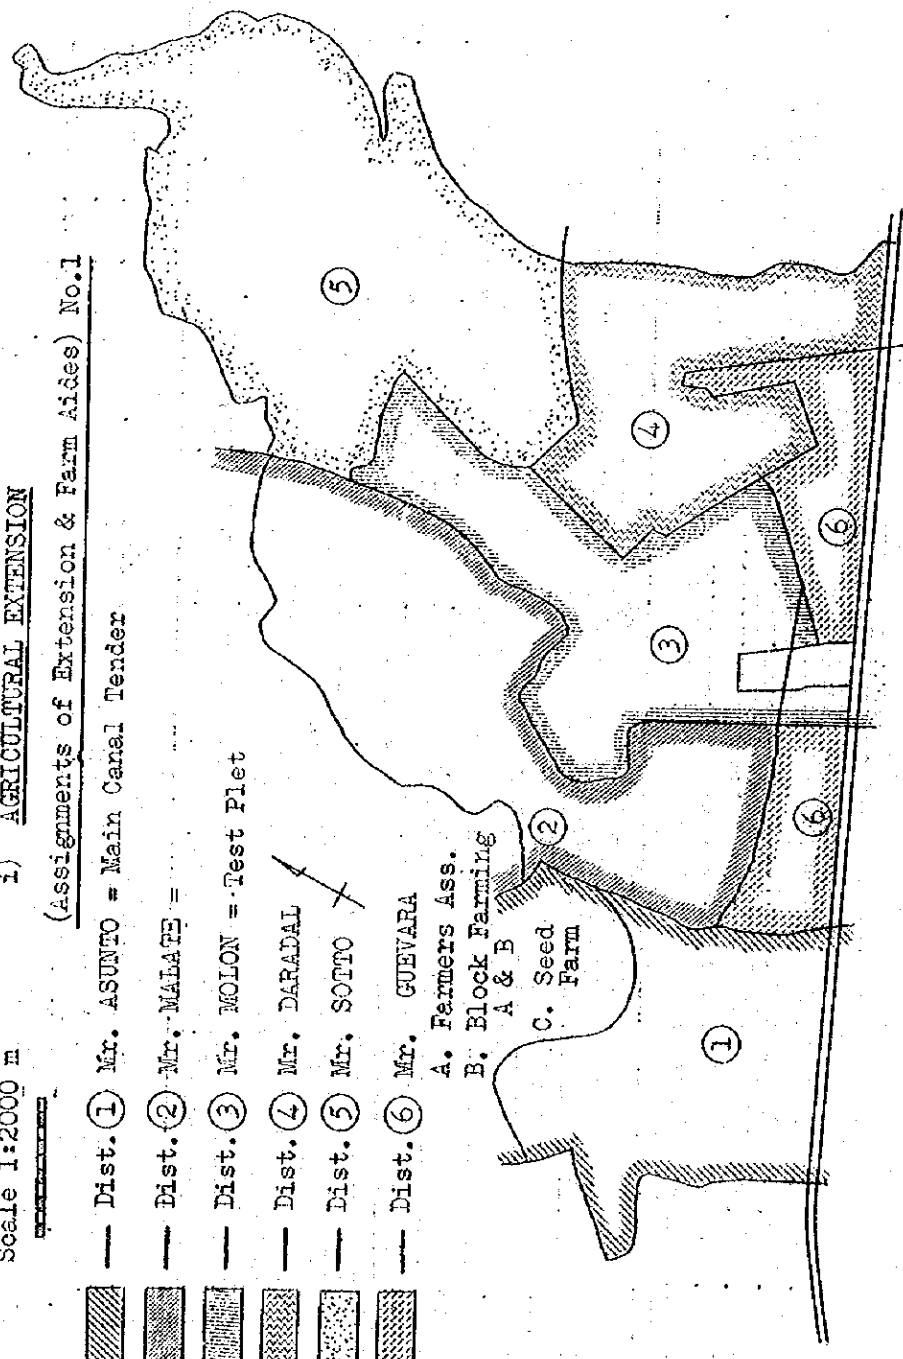 Scale 1:2000 m
i) AGRICULTURAL EXTENSION
(Assignments of Extension & Farm Aides) No.1
Dist. 1 Mr. ASUNTO = Main Canal Tender
Dist. 2 Mr. MALATE =
Dist. 3 Mr. MOLON = Test Plet
Dist. 4 Mr. DARADAL
Dist. 5 Mr. SOTTO
Dist. 6 Mr. GUEVARA
A. Farmers Ass.
B. Block Farming
A & B
C. Seed
Farm
5
4
6
3
2
6
1